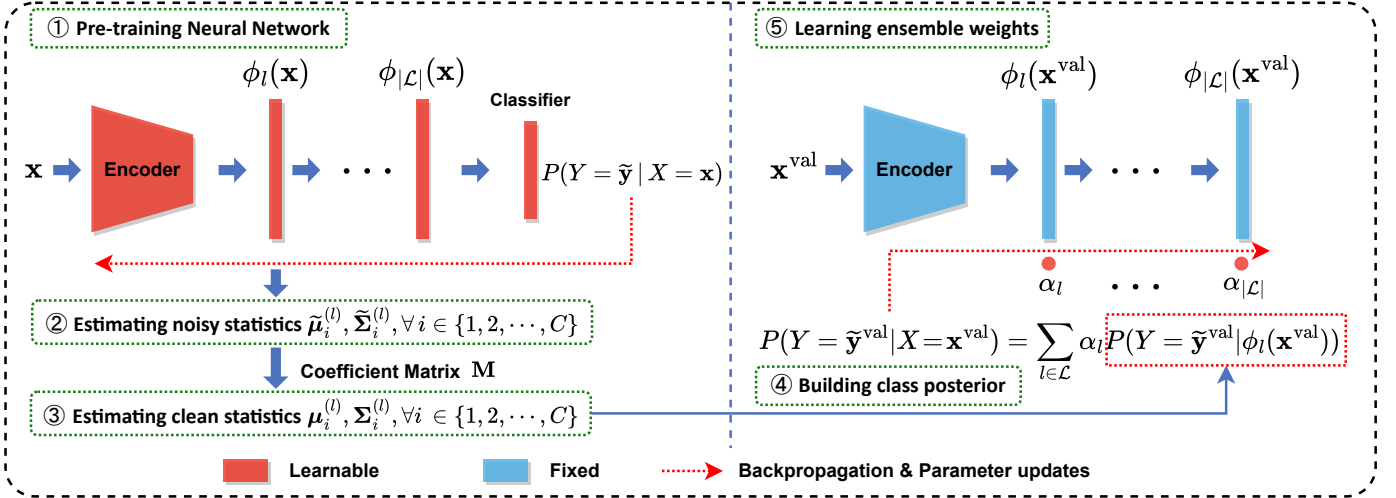 ① Pre-training Neural Network
ϕ_l(𝐱)
ϕ_{|ℒ|}(𝐱)
Classifier
𝐱
Encoder
· · ·
P(Y = ỹ | X = 𝐱)
② Estimating noisy statistics μ̃_i^{(l)}, Σ̃_i^{(l)}, ∀ i ∈ {1, 2, ⋯, C}
Coefficient Matrix M
③ Estimating clean statistics μ_i^{(l)}, Σ_i^{(l)}, ∀i ∈ {1, 2, ⋯, C}
⑤ Learning ensemble weights
ϕ_l(𝐱^{val})
ϕ_{|ℒ|}(𝐱^{val})
𝐱^{val}
Encoder
· · ·
α_l
· · ·
α_{|ℒ|}
P(Y = ỹ^{val}|X = 𝐱^{val}) = ∑_{l∈ℒ} α_l P(Y = ỹ^{val}|ϕ_l(𝐱^{val}))
④ Building class posterior
Learnable
Fixed
Backpropagation & Parameter updates